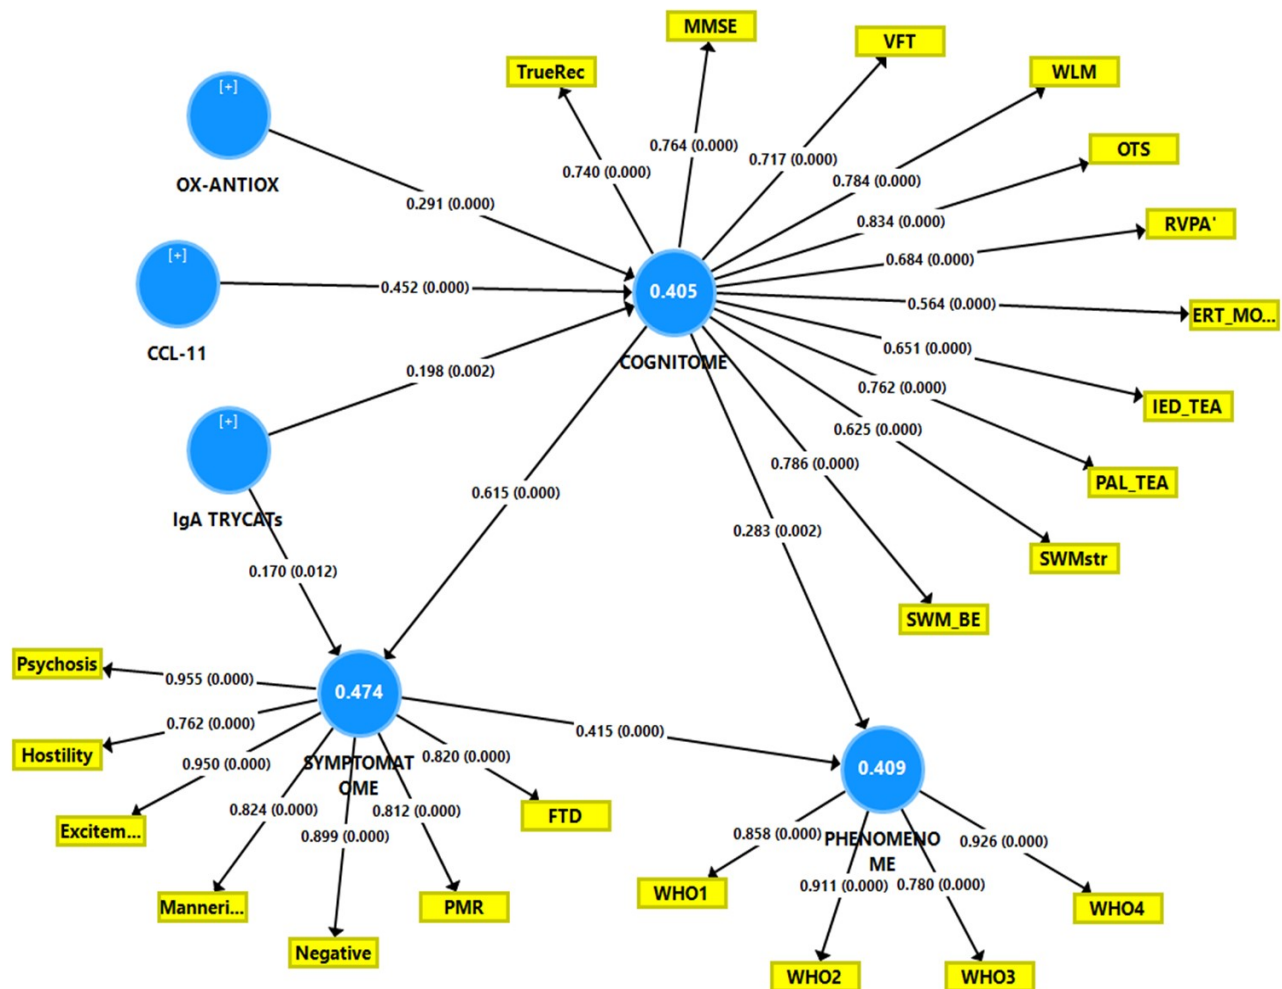 MMSE
VFT
TrueRec
WLM
[+]
OTS
0.764 (0.000)
0.717 (0.000)
0.740 (0.000)
0.784 (0.000)
OX-ANTIOX
0.291 (0.000)
0.834 (0.000)
RVPA'
[+]
0.684 (0.000)
0.452 (0.000)
0.405
0.564 (0.000)
ERT_MO...
CCL-11
COGNITOME
0.651 (0.000)
0.198 (0.002)
0.762 (0.000)
IED_TEA
[+]
0.625 (0.000)
0.786 (0.000)
PAL_TEA
0.615 (0.000)
IgA TRYCATs
0.283 (0.002)
SWMstr
0.170 (0.012)
SWM_BE
Psychosis
0.955 (0.000)
0.474
0.762 (0.000)
0.415 (0.000)
Hostility
0.950 (0.000)
SYMPTOMAT
OME
0.820 (0.000)
0.409
0.824 (0.000)
0.812 (0.000)
FTD
Excitem...
0.899 (0.000)
0.858 (0.000)
PHENOMENO
ME
0.926 (0.000)
0.911 (0.000)
0.780 (0.000)
WHO1
Manneri...
PMR
WHO4
Negative
WHO2
WHO3